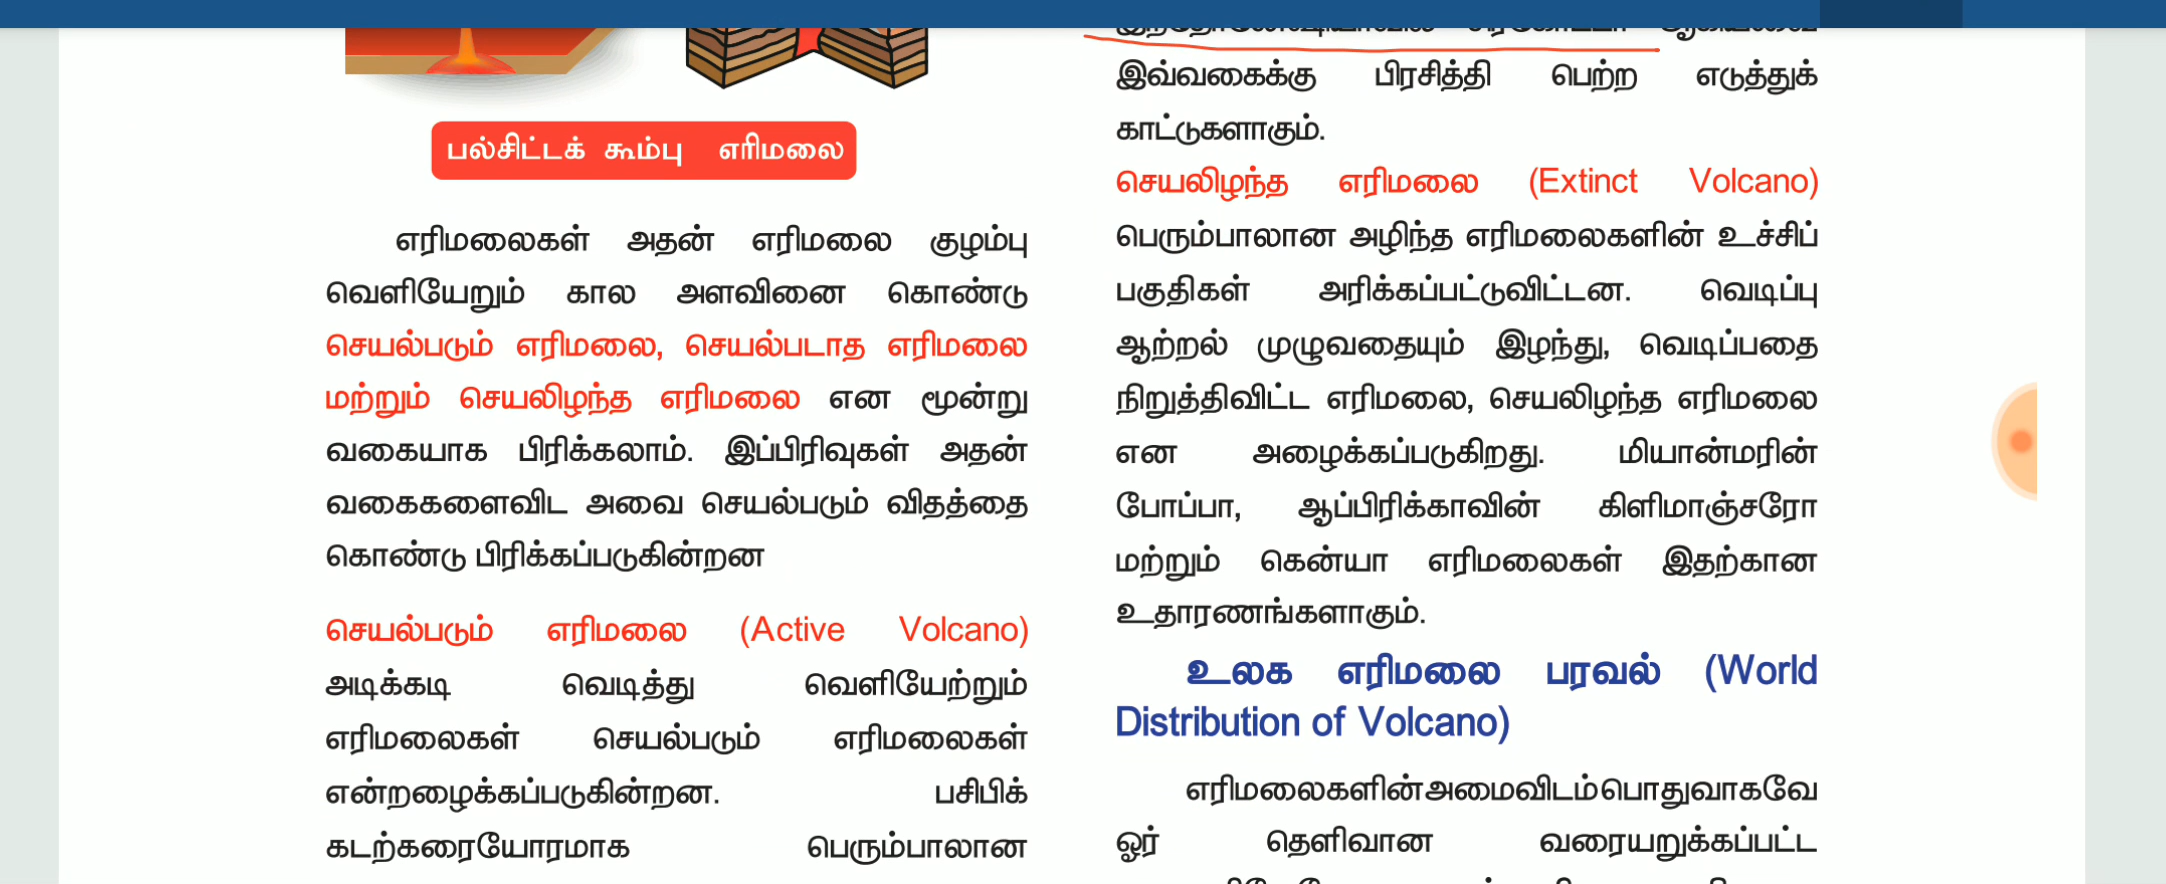 பல்சிட்டக் கூம்பு எரிமலை
எரிமலைகள் அதன் எரிமலை குழம்பு
வெளியேறும் கால அளவினை கொண்டு
செயல்படும் எரிமலை, செயல்படாத எரிமலை
மற்றும் செயலிழந்த எரிமலை என மூன்று
வகையாக பிரிக்கலாம். இப்பிரிவுகள் அதன்
வகைகளைவிட அவை செயல்படும் விதத்தை
கொண்டு பிரிக்கப்படுகின்றன
செயல்படும் எரிமலை (Active Volcano)
அடிக்கடி வெடித்து வெளியேற்றும்
எரிமலைகள் செயல்படும் எரிமலைகள்
என்றழைக்கப்படுகின்றன. பசிபிக்
கடற்கரையோரமாக பெரும்பாலான
இவ்வகைக்கு பிரசித்தி பெற்ற எடுத்துக்
காட்டுகளாகும்.
செயலிழந்த எரிமலை (Extinct Volcano)
பெரும்பாலான அழிந்த எரிமலைகளின் உச்சிப்
பகுதிகள் அரிக்கப்பட்டுவிட்டன. வெடிப்பு
ஆற்றல் முழுவதையும் இழந்து, வெடிப்பதை
நிறுத்திவிட்ட எரிமலை, செயலிழந்த எரிமலை
என அழைக்கப்படுகிறது. மியான்மரின்
போப்பா, ஆப்பிரிக்காவின் கிளிமாஞ்சரோ
மற்றும் கென்யா எரிமலைகள் இதற்கான
உதாரணங்களாகும்.
உலக எரிமலை பரவல் (World
Distribution of Volcano)
எரிமலைகளின்அமைவிடம்பொதுவாகவே
ஓர் தெளிவான வரையறுக்கப்பட்ட